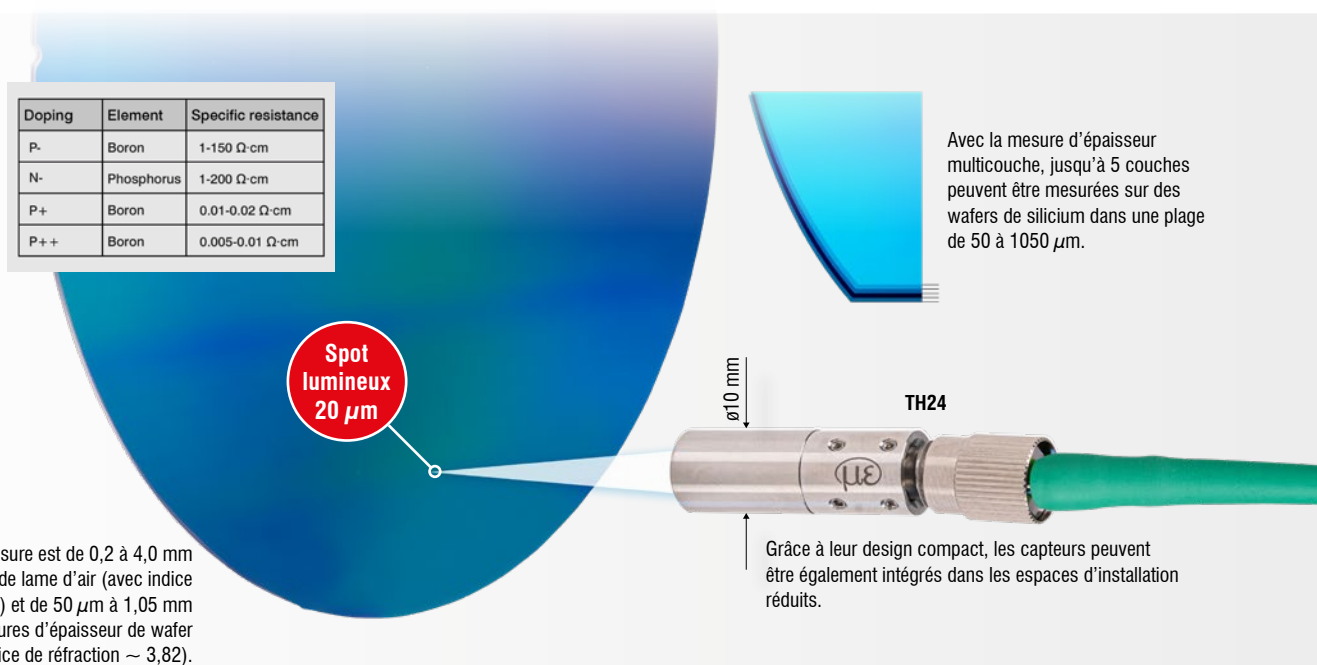 Doping Element Specific resistance
P- Boron 1-150 Ω·cm
N- Phosphorus 1-200 Ω·cm
P+ Boron 0.01-0.02 Ω·cm
P++ Boron 0.005-0.01 Ω·cm
Avec la mesure d’épaisseur
multicouche, jusqu’à 5 couches
peuvent être mesurées sur des
wafers de silicium dans une plage
de 50 à 1050 µm.
Spot
lumineux
20 µm
ø10 mm
TH24
µε
Grâce à leur design compact, les capteurs peuvent
être également intégrés dans les espaces d’installation
réduits.
sure est de 0,2 à 4,0 mm
de lame d’air (avec indice
) et de 50 µm à 1,05 mm
ures d’épaisseur de wafer
ice de réfraction ~ 3,82).